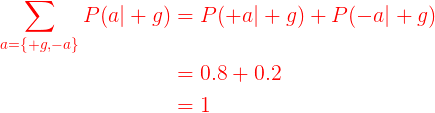 ∑_{a={+g,−a}} P(a|+g) = P(+a|+g) + P(−a|+g)
= 0.8 + 0.2
= 1